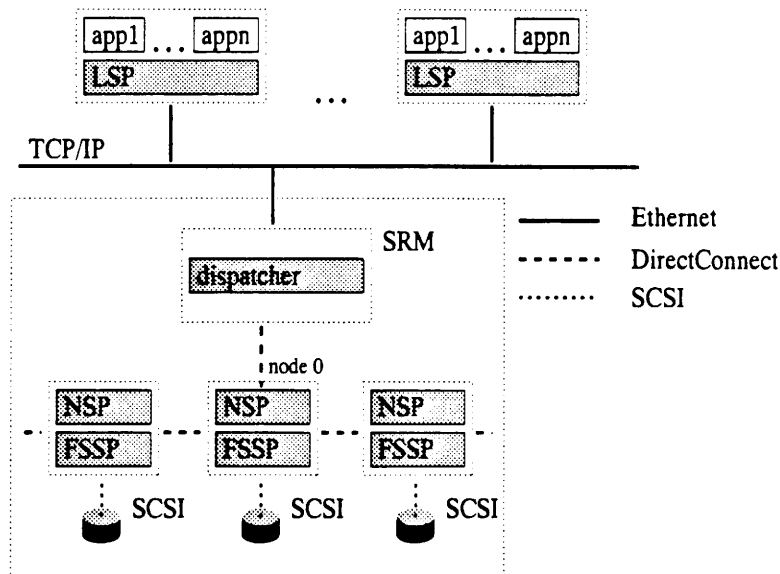 app1 ... appn app1 ... appn
LSP LSP
...
TCP/IP
Ethernet
SRM
DirectConnect
dispatcher
SCSI
node 0
NSP NSP NSP
FSSP FSSP FSSP
SCSI SCSI SCSI